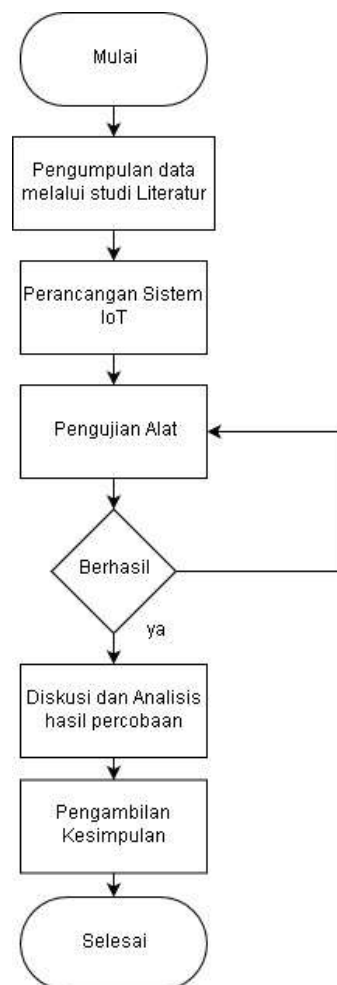 Mulai
Pengumpulan data
melalui studi Literatur
Perancangan Sistem
IoT
Pengujian Alat
Berhasil
ya
Diskusi dan Analisis
hasil percobaan
Pengambilan
Kesimpulan
Selesai